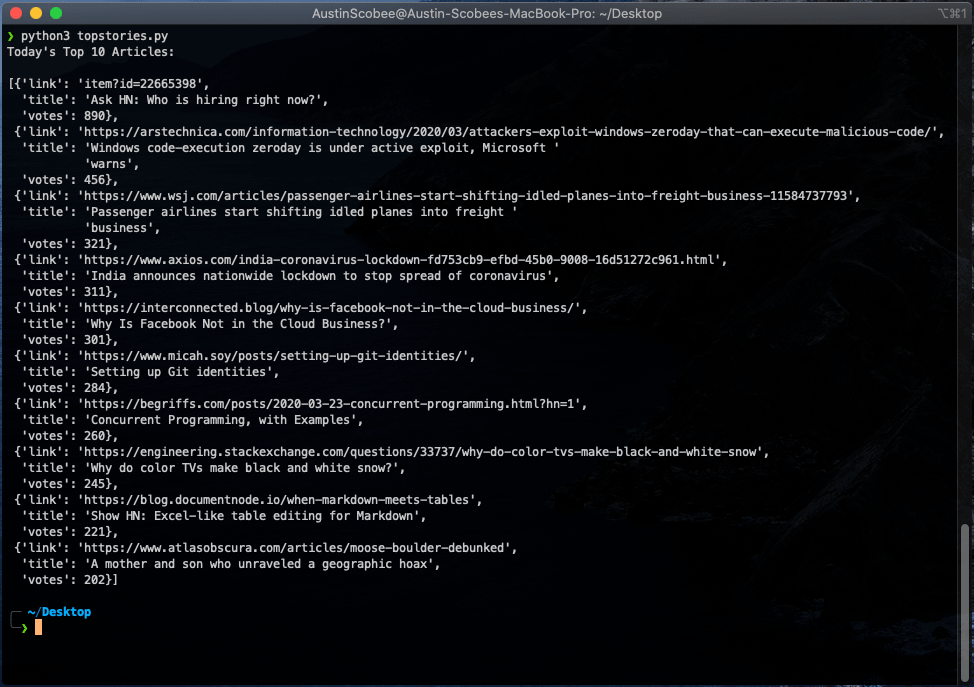 AustinScobee@Austin-Scobees-MacBook-Pro: ~/Desktop ⌥⌘1
❯ python3 topstories.py
Today's Top 10 Articles:
[{'link': 'item?id=22665398',
'title': 'Ask HN: Who is hiring right now?',
'votes': 890},
{'link': 'https://arstechnica.com/information-technology/2020/03/attackers-exploit-windows-zeroday-that-can-execute-malicious-code/',
'title': 'Windows code-execution zeroday is under active exploit, Microsoft '
'warns',
'votes': 456},
{'link': 'https://www.wsj.com/articles/passenger-airlines-start-shifting-idled-planes-into-freight-business-11584737793',
'title': 'Passenger airlines start shifting idled planes into freight '
'business',
'votes': 321},
{'link': 'https://www.axios.com/india-coronavirus-lockdown-fd753cb9-efbd-45b0-9008-16d51272c961.html',
'title': 'India announces nationwide lockdown to stop spread of coronavirus',
'votes': 311},
{'link': 'https://interconnected.blog/why-is-facebook-not-in-the-cloud-business/',
'title': 'Why Is Facebook Not in the Cloud Business?',
'votes': 301},
{'link': 'https://www.micah.soy/posts/setting-up-git-identities/',
'title': 'Setting up Git identities',
'votes': 284},
{'link': 'https://begriffs.com/posts/2020-03-23-concurrent-programming.html?hn=1',
'title': 'Concurrent Programming, with Examples',
'votes': 260},
{'link': 'https://engineering.stackexchange.com/questions/33737/why-do-color-tvs-make-black-and-white-snow',
'title': 'Why do color TVs make black and white snow?',
'votes': 245},
{'link': 'https://blog.documentnode.io/when-markdown-meets-tables',
'title': 'Show HN: Excel-like table editing for Markdown',
'votes': 221},
{'link': 'https://www.atlasobscura.com/articles/moose-boulder-debunked',
'title': 'A mother and son who unraveled a geographic hoax',
'votes': 202}]
~/Desktop
❯